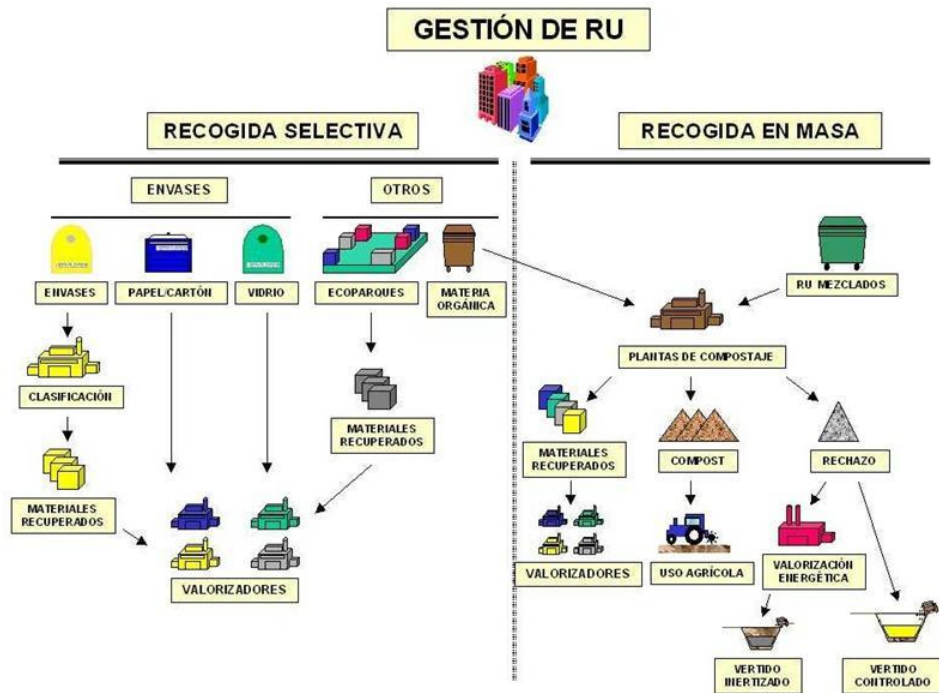 GESTIÓN DE RU
RECOGIDA SELECTIVA
RECOGIDA EN MASA
ENVASES
OTROS
ENVASES
PAPEL/CARTÓN
VIDRIO
ECOPARQUES
MATERIA
ORGÁNICA
RU MEZCLADOS
PLANTAS DE COMPOSTAJE
CLASIFICACIÓN
MATERIALES
RECUPERADOS
MATERIALES
RECUPERADOS
COMPOST
RECHAZO
MATERIALES
RECUPERADOS
VALORIZADORES
VALORIZADORES
USO AGRÍCOLA
VALORIZACIÓN
ENERGÉTICA
VERTIDO
INERTIZADO
VERTIDO
CONTROLADO